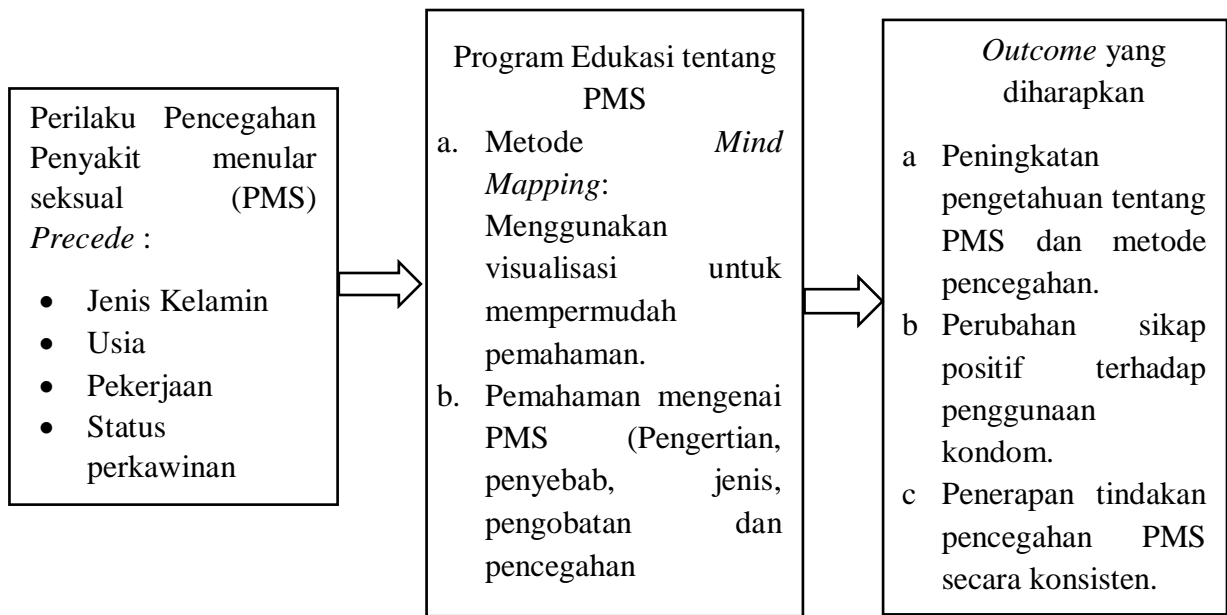 Perilaku Pencegahan
Penyakit menular
seksual (PMS)
Precede :
• Jenis Kelamin
• Usia
• Pekerjaan
• Status
perkawinan
Program Edukasi tentang
PMS
a. Metode Mind
Mapping:
Menggunakan
visualisasi untuk
mempermudah
pemahaman.
b. Pemahaman mengenai
PMS (Pengertian,
penyebab, jenis,
pengobatan dan
pencegahan
Outcome yang
diharapkan
a Peningkatan
pengetahuan tentang
PMS dan metode
pencegahan.
b Perubahan sikap
positif terhadap
penggunaan
kondom.
c Penerapan tindakan
pencegahan PMS
secara konsisten.